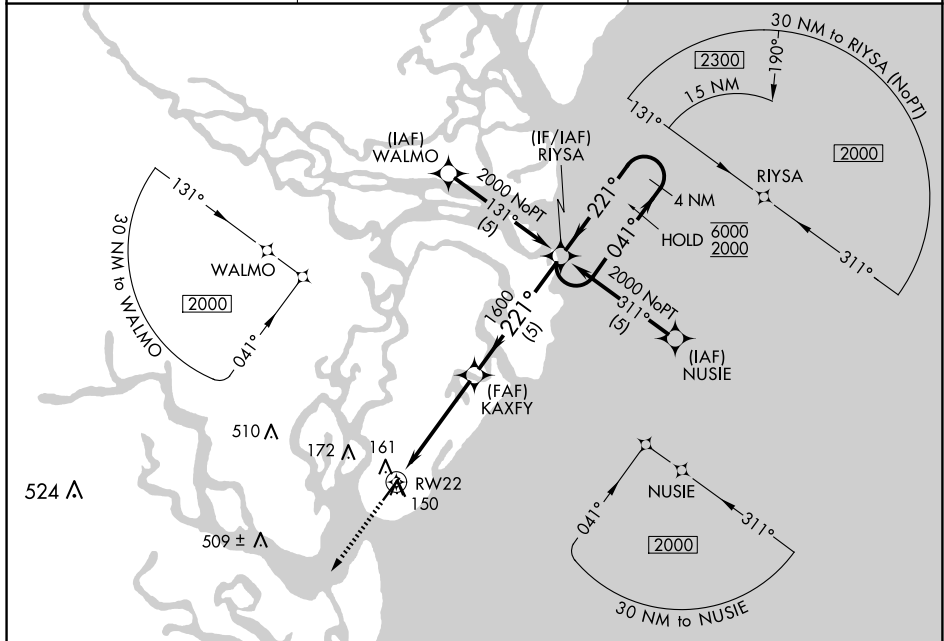 30 NM to RIYSA (NoPT)
2300
190°
15 NM
131°
2000
RIYSA
311°
(IAF)
WALMO
(IF/IAF)
RIYSA
2000 NoPT
131°
(5)
221°
041°
4 NM
HOLD
6000
2000
2000 NoPT
311°
(5)
(IAF)
NUSIE
131°
WALMO
2000
30 NM to WALMO
041°
1600
221°
(5)
(FAF)
KAXFY
510
172
161
RW22
150
524
509 ±
NUSIE
041°
311°
2000
30 NM to NUSIE